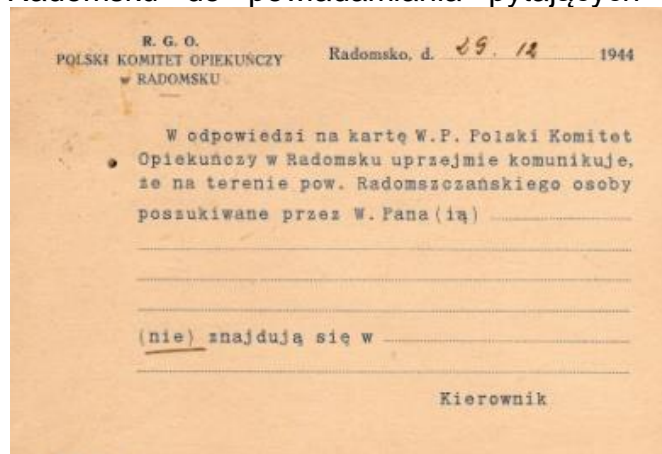 Radomsku do powiadamiania pytających
R. G. O.
POLSKI KOMITET OPIEKUŃCZY
w RADOMSKU
Radomsko, d. 29. 12 1944
W odpowiedzi na kartę W.P. Polski Komitet
Opiekuńczy w Radomsku uprzejmie komunikuje,
że na terenie pow. Radomszczańskiego osoby
poszukiwane przez W. Pana (ią)
(nie) znajdują się w
Kierownik